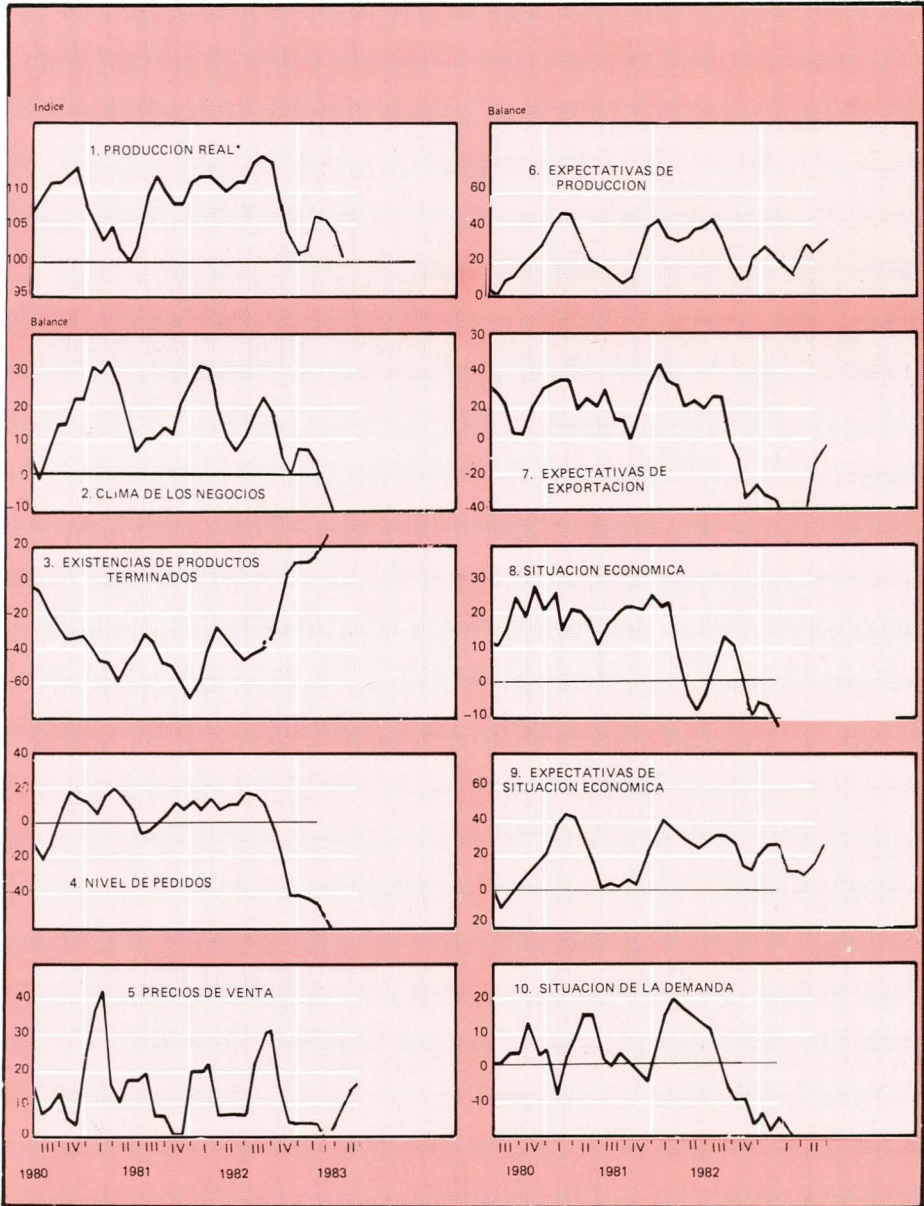 Indice
1. PRODUCCION REAL*
110
105
100
95
Balance
2. CLIMA DE LOS NEGOCIOS
30
20
10
0
-10
3. EXISTENCIAS DE PRODUCTOS
TERMINADOS
20
0
-20
-40
-60
4. NIVEL DE PEDIDOS
40
20
0
-20
-40
5 PRECIOS DE VENTA
40
30
20
10
0
III IV I II III IV I II III IV I II
1980 1981 1982 1983
Balance
6. EXPECTATIVAS DE
PRODUCCION
60
40
20
0
7. EXPECTATIVAS DE
EXPORTACION
30
40
20
0
-20
-40
8. SITUACION ECONOMICA
30
20
10
0
-10
9. EXPECTATIVAS DE
SITUACION ECONOMICA
60
40
20
0
20
10. SITUACION DE LA DEMANDA
20
10
0
-10
III IV I II III IV I II III IV I II
1980 1981 1982